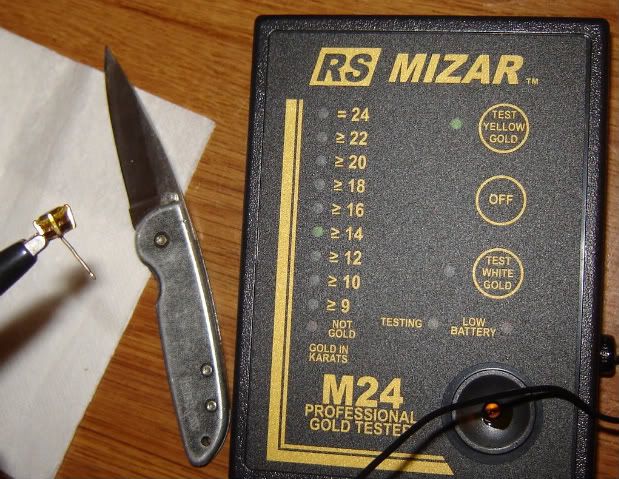 RS MIZAR™
= 24
≥ 22
≥ 20
≥ 18
≥ 16
≥ 14
≥ 12
≥ 10
≥ 9
NOT
GOLD
GOLD IN
KARATS
TEST
YELLOW
GOLD
OFF
TEST
WHITE
GOLD
TESTING
LOW
BATTERY
M24
PROFESSIONAL
GOLD TESTER